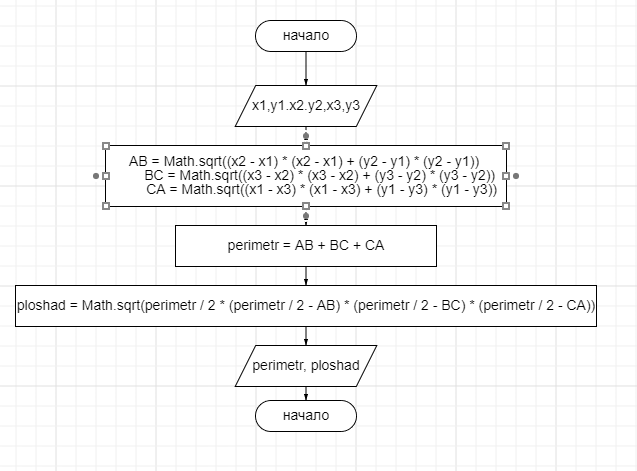 начало
x1,y1.x2.y2,x3,y3
AB = Math.sqrt((x2 - x1) * (x2 - x1) + (y2 - y1) * (y2 - y1))
BC = Math.sqrt((x3 - x2) * (x3 - x2) + (y3 - y2) * (y3 - y2))
CA = Math.sqrt((x1 - x3) * (x1 - x3) + (y1 - y3) * (y1 - y3))
perimetr = AB + BC + CA
ploshad = Math.sqrt(perimetr / 2 * (perimetr / 2 - AB) * (perimetr / 2 - BC) * (perimetr / 2 - CA))
perimetr, ploshad
начало